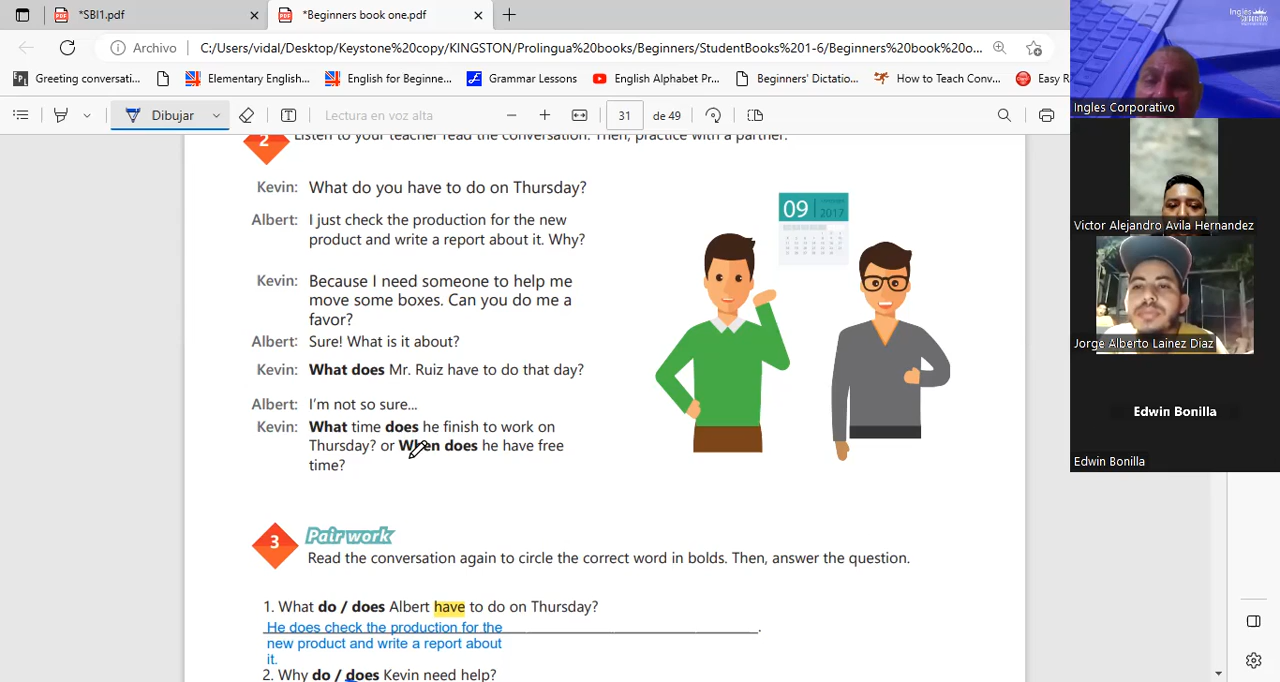 *SBI1.pdf
*Beginners book one.pdf
Archivo
C:/Users/vidal/Desktop/Keystone%20copy/KINGSTON/Prolingua%20books/Beginners/StudentBooks%201-6/Beginners%20book%20o...
Greeting conversati...
Elementary English...
English for Beginne...
Grammar Lessons
English Alphabet Pr...
Beginners' Dictatio...
How to Teach Conv...
Easy R
Dibujar
Lectura en voz alta
31
de 49
2 Listen to your teacher read the conversation. Then, practice with a partner.
Kevin: What do you have to do on Thursday?
Albert: I just check the production for the new
product and write a report about it. Why?
Kevin: Because I need someone to help me
move some boxes. Can you do me a
favor?
Albert: Sure! What is it about?
Kevin: What does Mr. Ruiz have to do that day?
Albert: I'm not so sure...
Kevin: What time does he finish to work on
Thursday? or When does he have free
time?
09
2017
3 Pair work
Read the conversation again to circle the correct word in bolds. Then, answer the question.
1. What do / does Albert have to do on Thursday?
He does check the production for the
new product and write a report about
it.
2. Why do / does Kevin need help?
Ingles
Corporativo
Ingles Corporativo
Victor Alejandro Avila Hernandez
Jorge Alberto Lainez Diaz
Edwin Bonilla
Edwin Bonilla